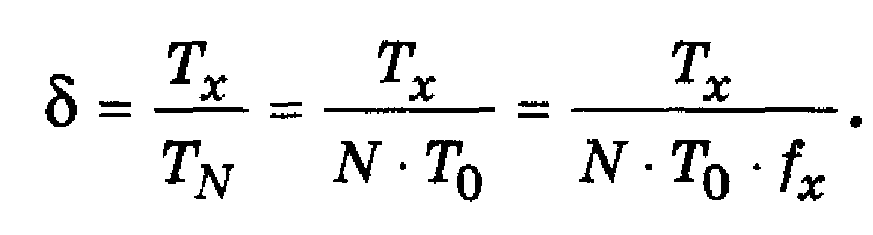 δ = T_x / T_N = T_x / (N · T_0) = T_x / (N · T_0 · f_x).